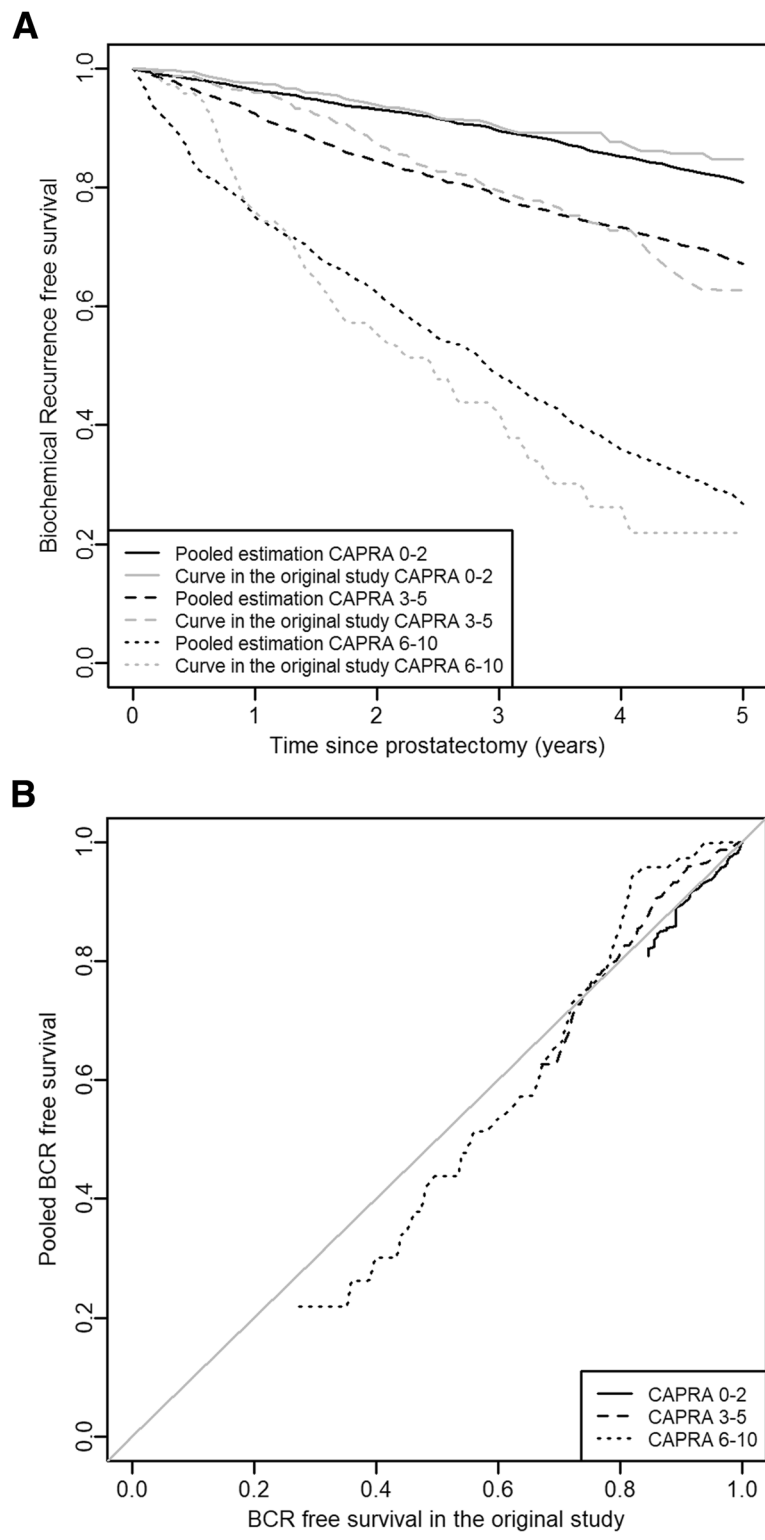 A
Biochemical Recurrence free survival
1.0
0.8
0.6
0.4
0.2
0.0
Pooled estimation CAPRA 0-2
Curve in the original study CAPRA 0-2
Pooled estimation CAPRA 3-5
Curve in the original study CAPRA 3-5
Pooled estimation CAPRA 6-10
Curve in the original study CAPRA 6-10
0 1 2 3 4 5
Time since prostatectomy (years)
B
Pooled BCR free survival
1.0
0.8
0.6
0.4
0.2
0.0
CAPRA 0-2
CAPRA 3-5
CAPRA 6-10
0.0 0.2 0.4 0.6 0.8 1.0
BCR free survival in the original study